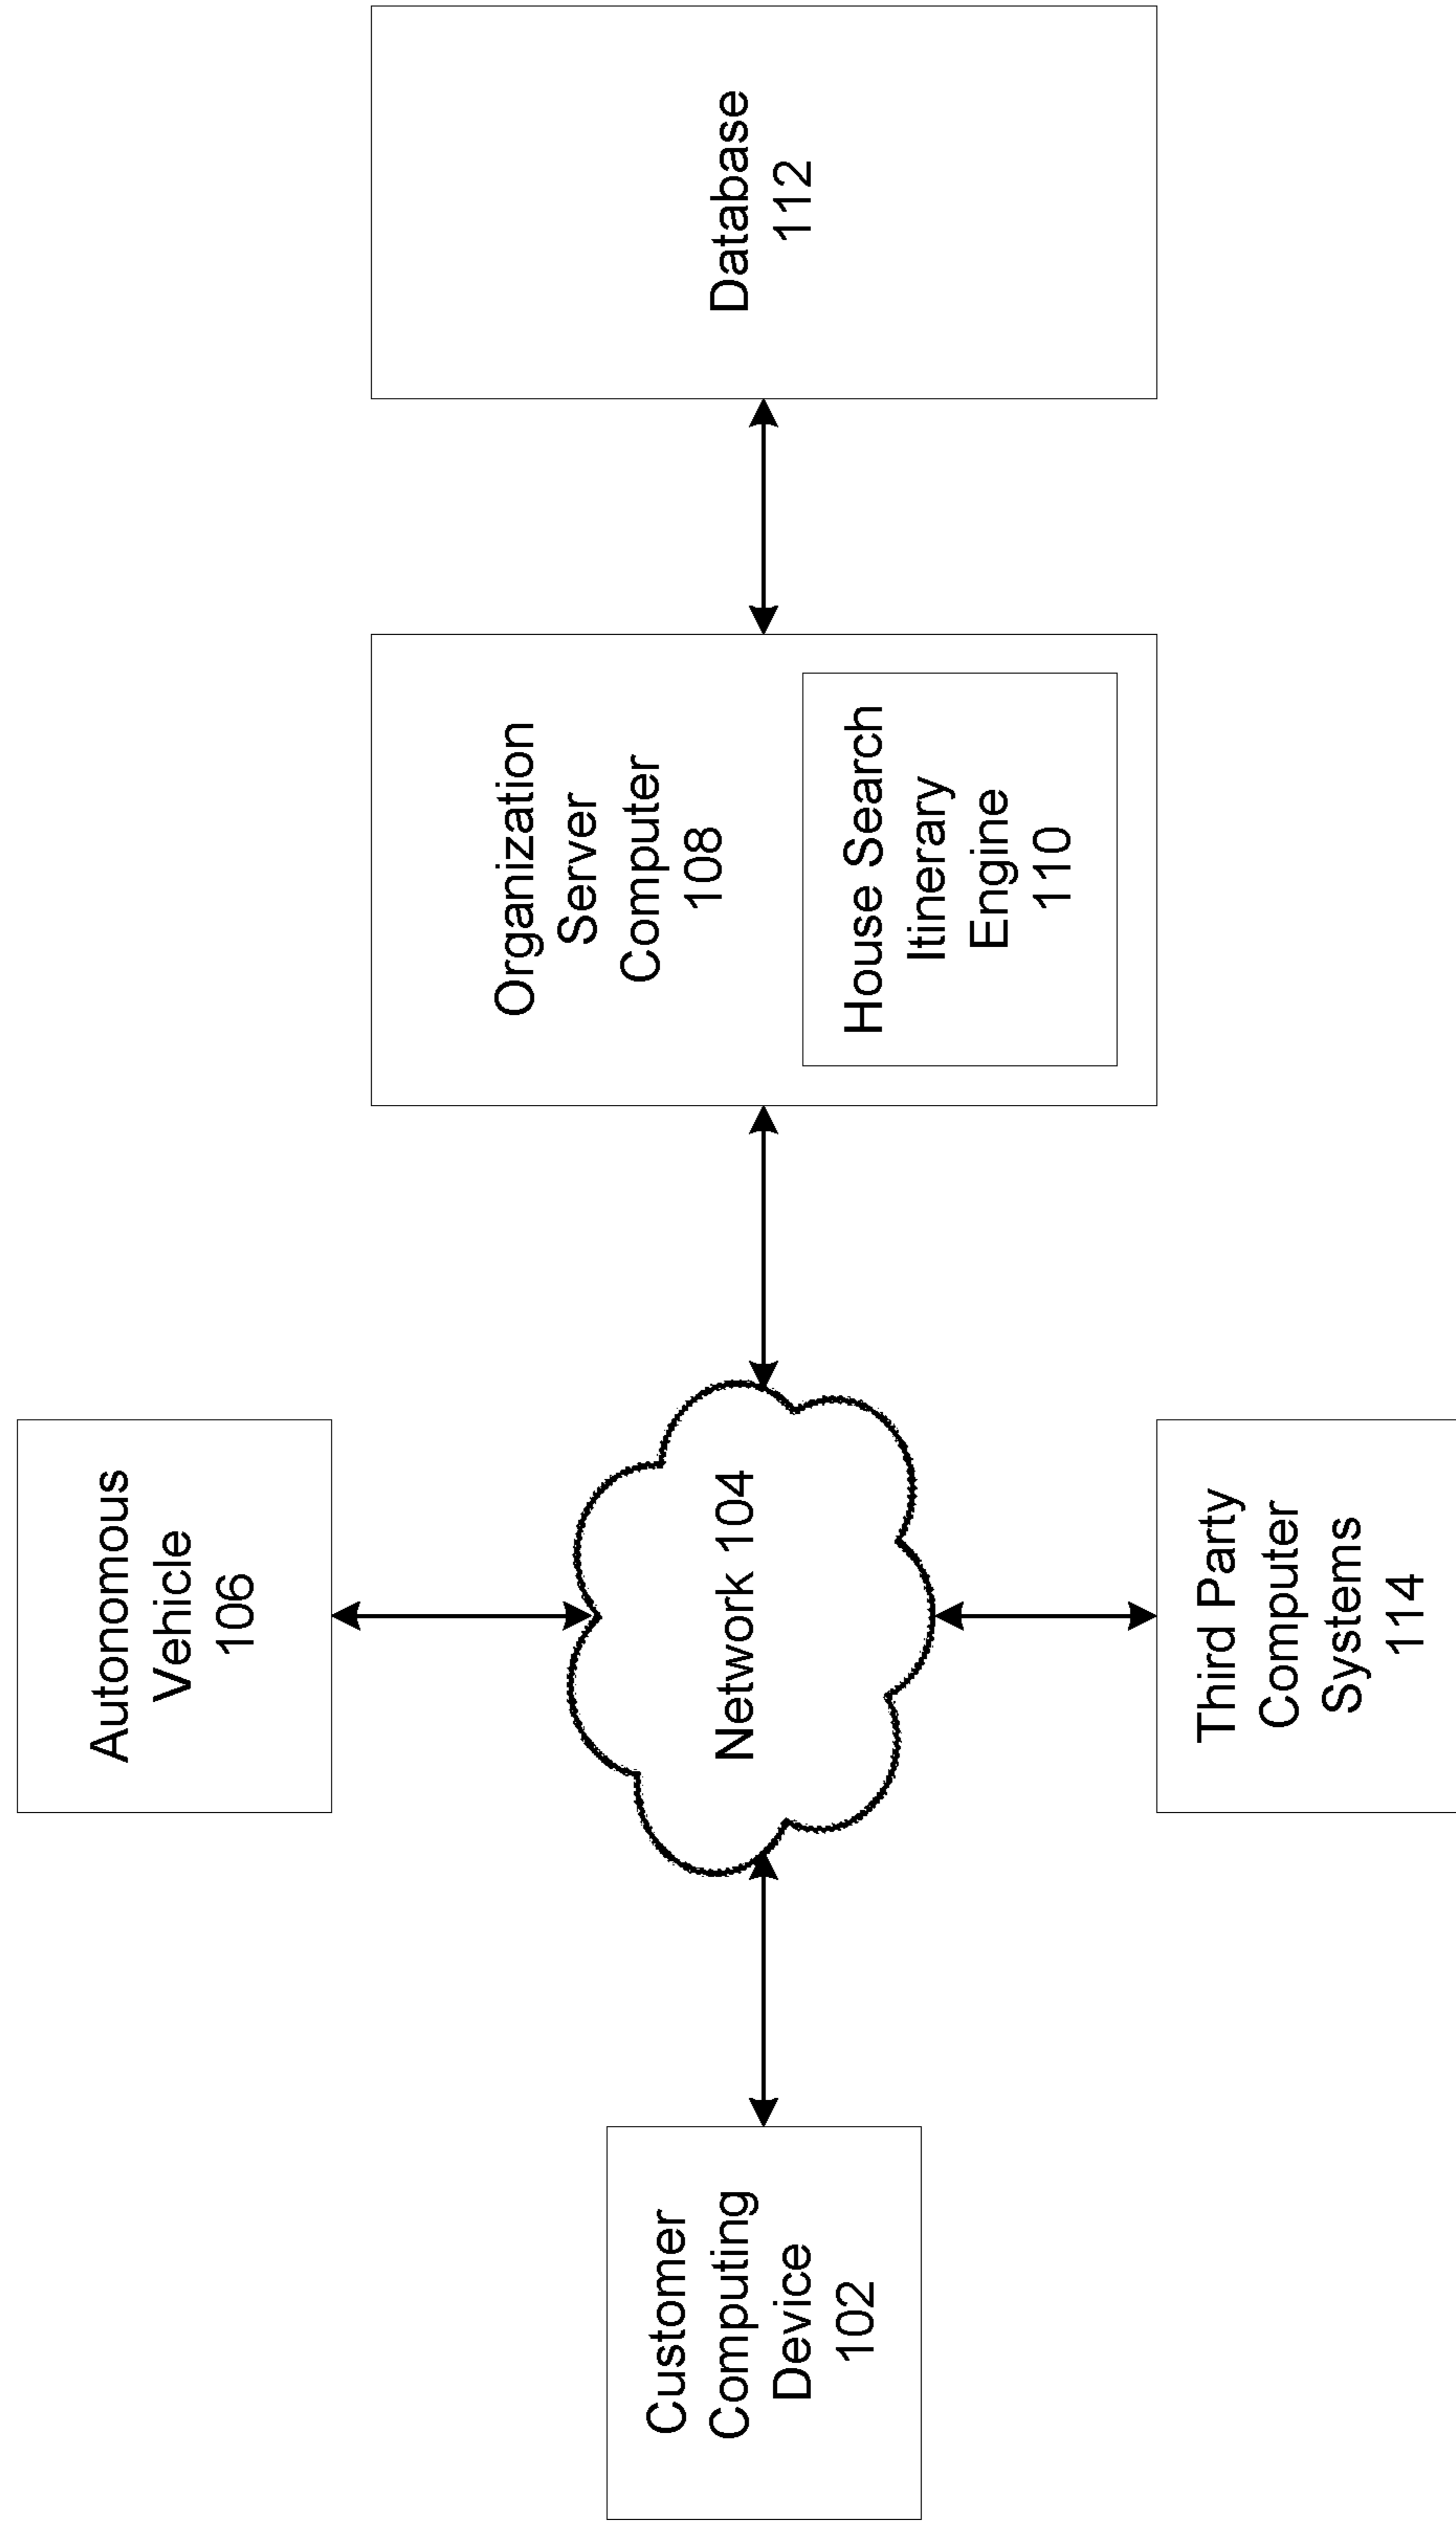 Autonomous
Vehicle
106
Customer
Computing
Device
102
Network 104
Organization
Server
Computer
108
House Search
Itinerary
Engine
110
Database
112
Third Party
Computer
Systems
114